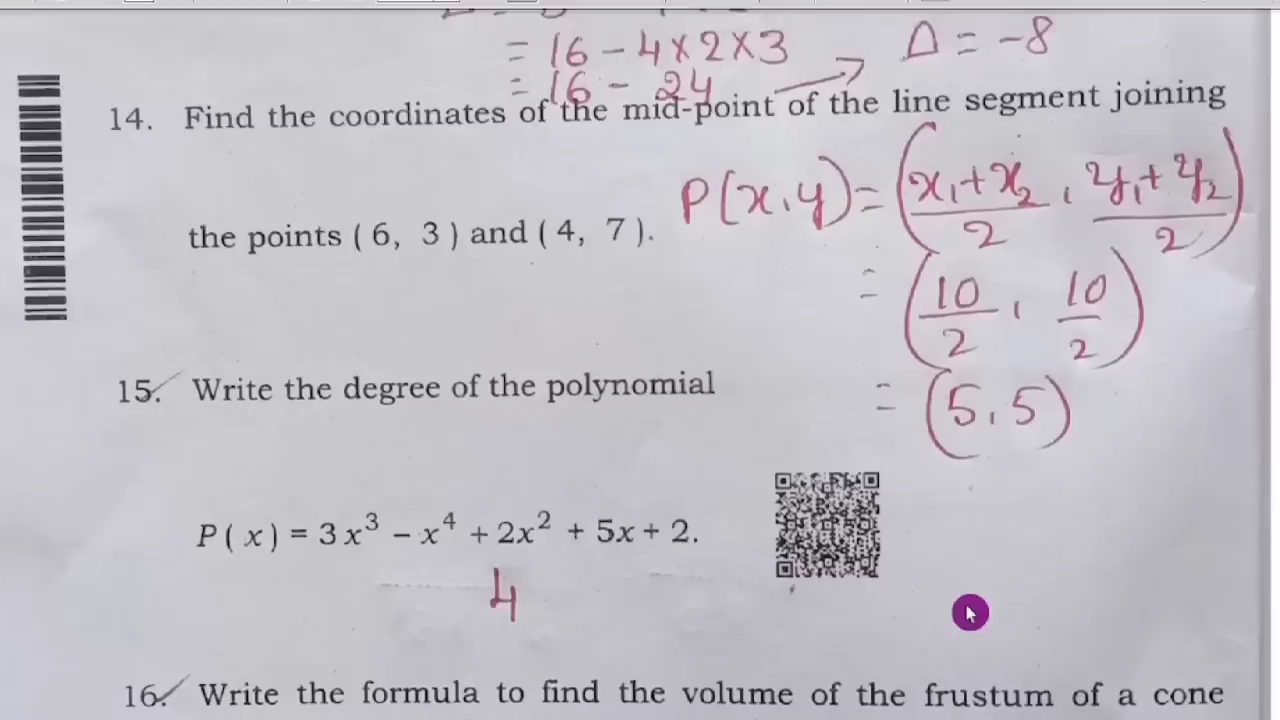 = 16 - 4 × 2 × 3
Δ = -8
= 16 - 24
14. Find the coordinates of the mid-point of the line segment joining
the points ( 6, 3 ) and ( 4, 7 ).
P(x, y) = (x₁+x₂/2, y₁+y₂/2)
= (10/2, 10/2)
= (5, 5)
15. Write the degree of the polynomial
P ( x ) = 3x³ – x⁴ + 2x² + 5x + 2.
4
16. Write the formula to find the volume of the frustum of a cone